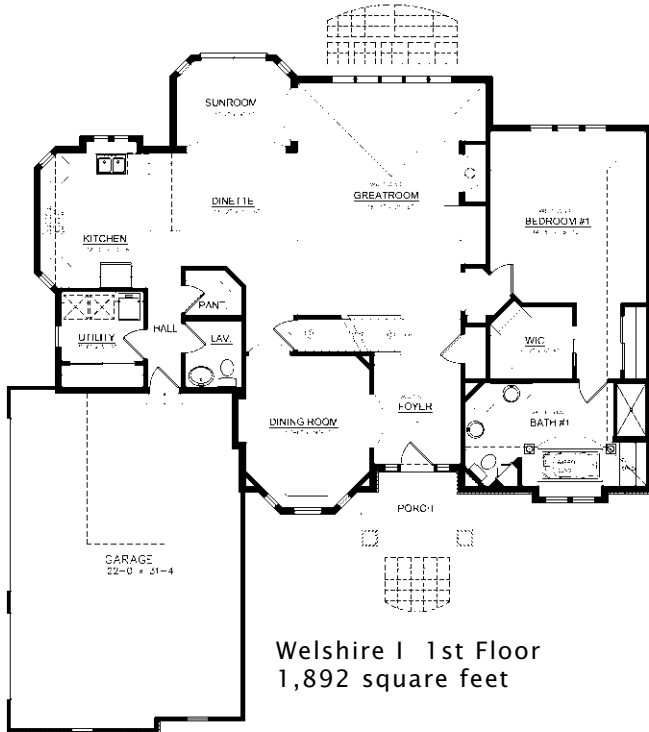 SUNROOM
DINETTE
GREATROOM
BEDROOM #1
KITCHEN
PANT.
HALL
UTILITY
LAV.
WIC
DINING ROOM
FOYER
BATH #1
PORCH
GARAGE
22-0 x 31-4
Welshire I 1st Floor
1,892 square feet